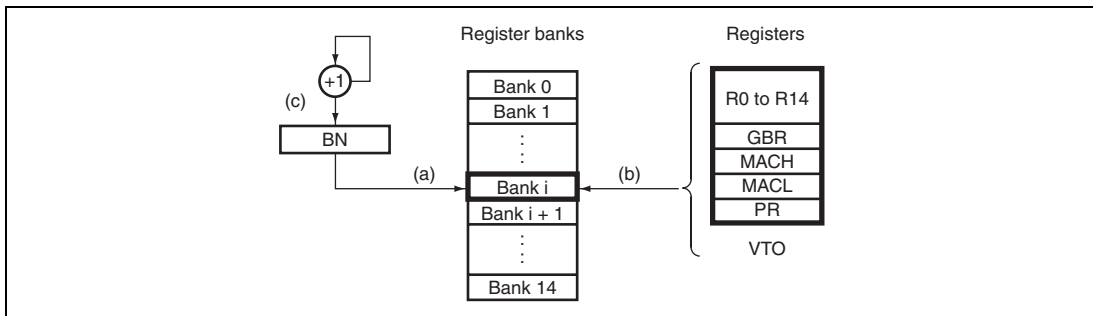 Register banks
Registers
+1
(c)
BN
(a)
Bank 0
Bank 1
Bank i
Bank i + 1
Bank 14
(b)
R0 to R14
GBR
MACH
MACL
PR
VTO